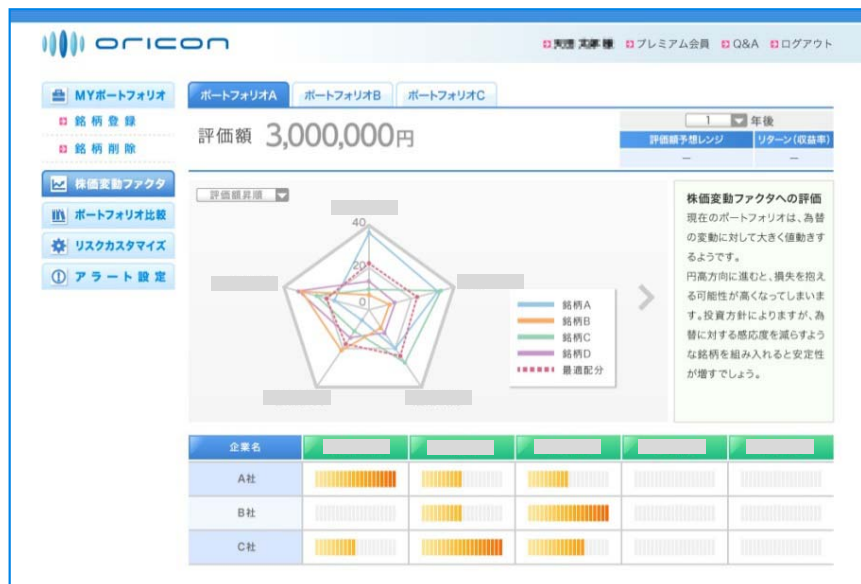 oricon
プレミアム会員 Q&A ログアウト
MYポートフォリオ
銘柄登録
銘柄削除
株価変動ファクタ
ポートフォリオ比較
リスクカスタマイズ
アラート設定
ポートフォリオA ポートフォリオB ポートフォリオC
評価額 3,000,000円
1 年後
評価額予想レンジ リターン(収益率)
– –
評価額昇順
40
20
0
銘柄A
銘柄B
銘柄C
銘柄D
最適配分
株価変動ファクタへの評価
現在のポートフォリオは、為替
の変動に対して大きく値動きす
るようです。
円高方向に進むと、損失を抱え
る可能性が高くなってしまいま
す。投資方針によりますが、為
替に対する感応度を減らすよう
な銘柄を組み入れると安定性
が増すでしょう。
企業名
A社
B社
C社